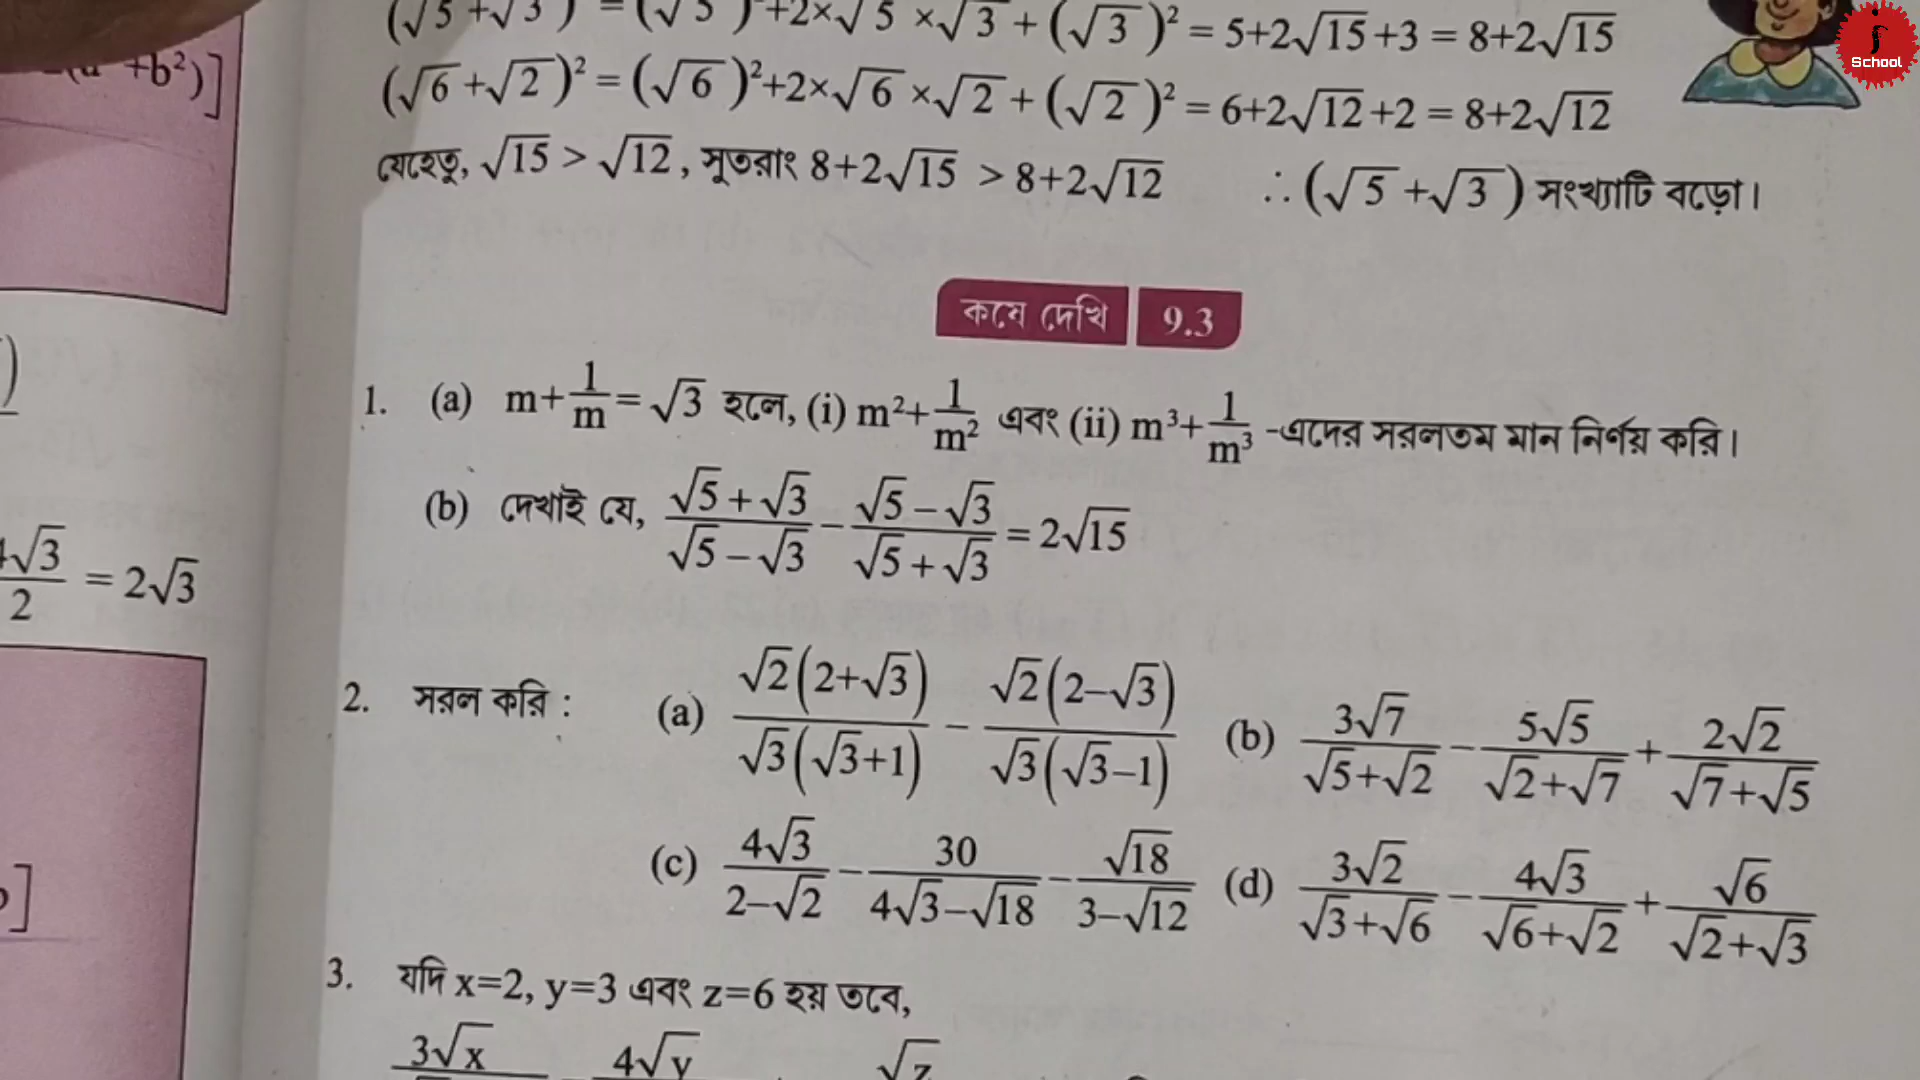 (√5+√3)² = (√5)²+2×√5×√3+(√3)² = 5+2√15+3 = 8+2√15
School
+b²)]
(√6+√2)² = (√6)²+2×√6×√2+(√2)² = 6+2√12+2 = 8+2√12
যেহেতু, √15 > √12, সুতরাং 8+2√15 > 8+2√12 ∴ (√5+√3) সংখ্যাটি বড়ো।
কষে দেখি 9.3
1. (a) m+1/m = √3 হলে, (i) m²+1/m² এবং (ii) m³+1/m³ -এদের সরলতম মান নির্ণয় করি।
(b) দেখাই যে, (√5+√3)/(√5–√3) – (√5–√3)/(√5+√3) = 2√15
4√3/2 = 2√3
2. সরল করি : (a) √2(2+√3)/√3(√3+1) – √2(2–√3)/√3(√3–1) (b) 3√7/(√5+√2) – 5√5/(√2+√7) + 2√2/(√7+√5)
(c) 4√3/(2–√2) – 30/(4√3–√18) – √18/(3–√12) (d) 3√2/(√3+√6) – 4√3/(√6+√2) + √6/(√2+√3)
3. যদি x=2, y=3 এবং z=6 হয় তবে,
3√x 4√y √z